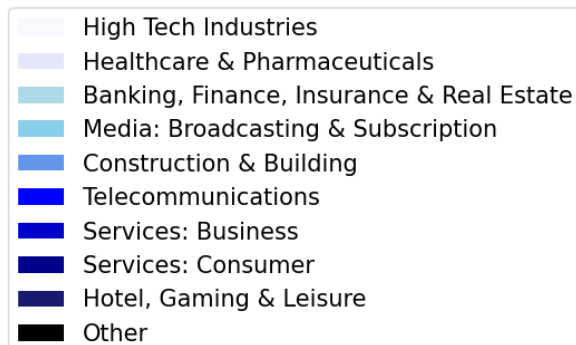 High Tech Industries
Healthcare & Pharmaceuticals
Banking, Finance, Insurance & Real Estate
Media: Broadcasting & Subscription
Construction & Building
Telecommunications
Services: Business
Services: Consumer
Hotel, Gaming & Leisure
Other